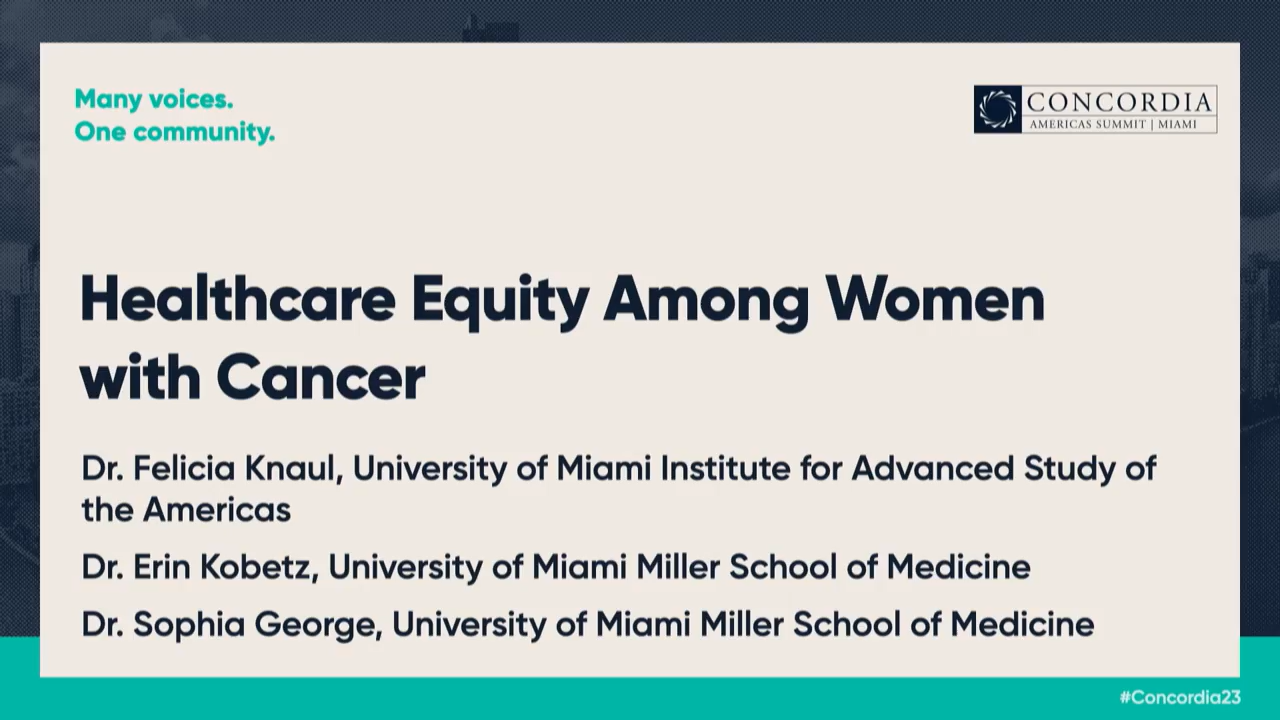 Many voices.
One community.
CONCORDIA
AMERICAS SUMMIT | MIAMI
Healthcare Equity Among Women
with Cancer
Dr. Felicia Knaul, University of Miami Institute for Advanced Study of
the Americas
Dr. Erin Kobetz, University of Miami Miller School of Medicine
Dr. Sophia George, University of Miami Miller School of Medicine
#Concordia23